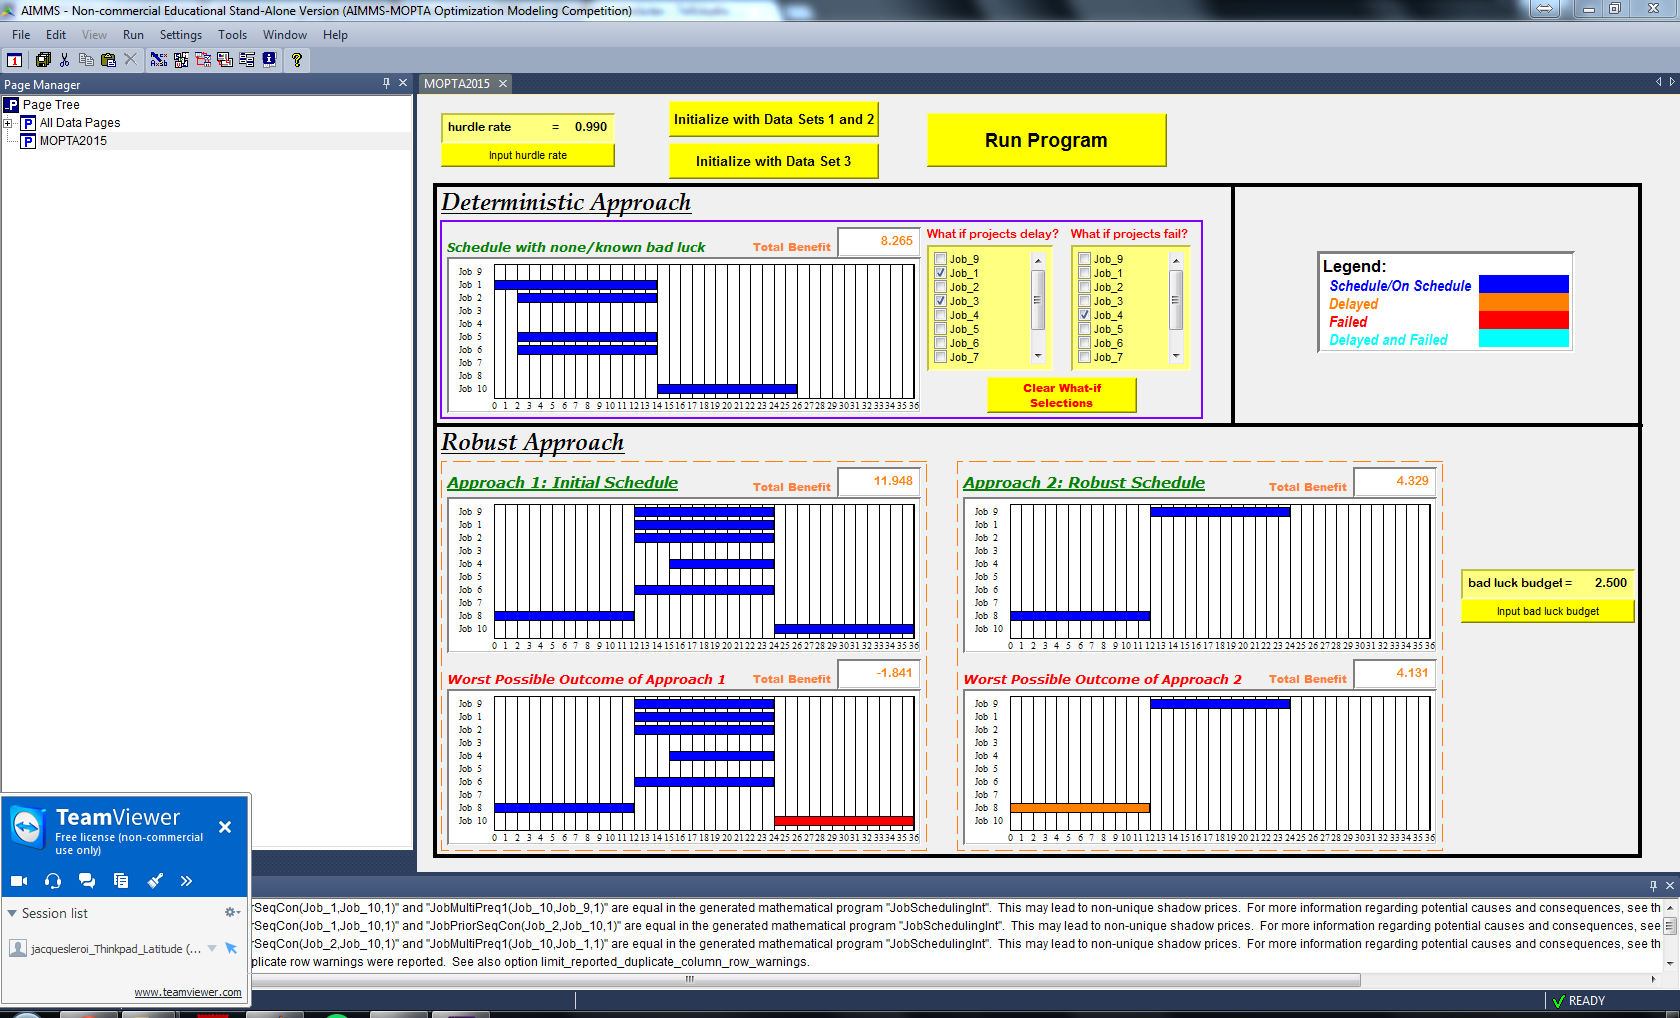 AIMMS - Non-commercial Educational Stand-Alone Version (AIMMS-MOPTA Optimization Modeling Competition)
File Edit View Run Settings Tools Window Help
Page Manager
MOPTA2015
Page Tree
All Data Pages
MOPTA2015
hurdle rate = 0.990
Input hurdle rate
Initialize with Data Sets 1 and 2
Initialize with Data Set 3
Run Program
Deterministic Approach
Schedule with none/known bad luck
Total Benefit 8.265
Job 9
Job 1
Job 2
Job 3
Job 4
Job 5
Job 6
Job 7
Job 8
Job 10
0 1 2 3 4 5 6 7 8 9 10 11 12 13 14 15 16 17 18 19 20 21 22 23 24 25 26 27 28 29 30 31 32 33 34 35 36
What if projects delay?
Job_9
Job_1
Job_2
Job_3
Job_4
Job_5
Job_6
Job_7
What if projects fail?
Job_9
Job_1
Job_2
Job_3
Job_4
Job_5
Job_6
Job_7
Clear What-if
Selections
Legend:
Schedule/On Schedule
Delayed
Failed
Delayed and Failed
Robust Approach
Approach 1: Initial Schedule
Total Benefit 11.948
Job 9
Job 1
Job 2
Job 3
Job 4
Job 5
Job 6
Job 7
Job 8
Job 10
0 1 2 3 4 5 6 7 8 9 10 11 12 13 14 15 16 17 18 19 20 21 22 23 24 25 26 27 28 29 30 31 32 33 34 35 36
Approach 2: Robust Schedule
Total Benefit 4.329
Job 9
Job 1
Job 2
Job 3
Job 4
Job 5
Job 6
Job 7
Job 8
Job 10
0 1 2 3 4 5 6 7 8 9 10 11 12 13 14 15 16 17 18 19 20 21 22 23 24 25 26 27 28 29 30 31 32 33 34 35 36
bad luck budget = 2.500
Input bad luck budget
Worst Possible Outcome of Approach 1
Total Benefit -1.841
Job 9
Job 1
Job 2
Job 3
Job 4
Job 5
Job 6
Job 7
Job 8
Job 10
0 1 2 3 4 5 6 7 8 9 10 11 12 13 14 15 16 17 18 19 20 21 22 23 24 25 26 27 28 29 30 31 32 33 34 35 36
Worst Possible Outcome of Approach 2
Total Benefit 4.131
Job 9
Job 1
Job 2
Job 3
Job 4
Job 5
Job 6
Job 7
Job 8
Job 10
0 1 2 3 4 5 6 7 8 9 10 11 12 13 14 15 16 17 18 19 20 21 22 23 24 25 26 27 28 29 30 31 32 33 34 35 36
TeamViewer
Free license (non-commercial
use only)
Session list
jacquesleroi_Thinkpad_Latitude (...
www.teamviewer.com
rSeqCon(Job_1,Job_10,1)" and "JobMultiPreq1(Job_10,Job_9,1)" are equal in the generated mathematical program "JobSchedulingInt". This may lead to non-unique shadow prices. For more information regarding potential causes and consequences, see th
rSeqCon(Job_1,Job_10,1)" and "JobPriorSeqCon(Job_2,Job_10,1)" are equal in the generated mathematical program "JobSchedulingInt". This may lead to non-unique shadow prices. For more information regarding potential causes and consequences, see
rSeqCon(Job_2,Job_10,1)" and "JobMultiPreq1(Job_10,Job_1,1)" are equal in the generated mathematical program "JobSchedulingInt". This may lead to non-unique shadow prices. For more information regarding potential causes and consequences, see th
plicate row warnings were reported. See also option limit_reported_duplicate_column_row_warnings.
READY